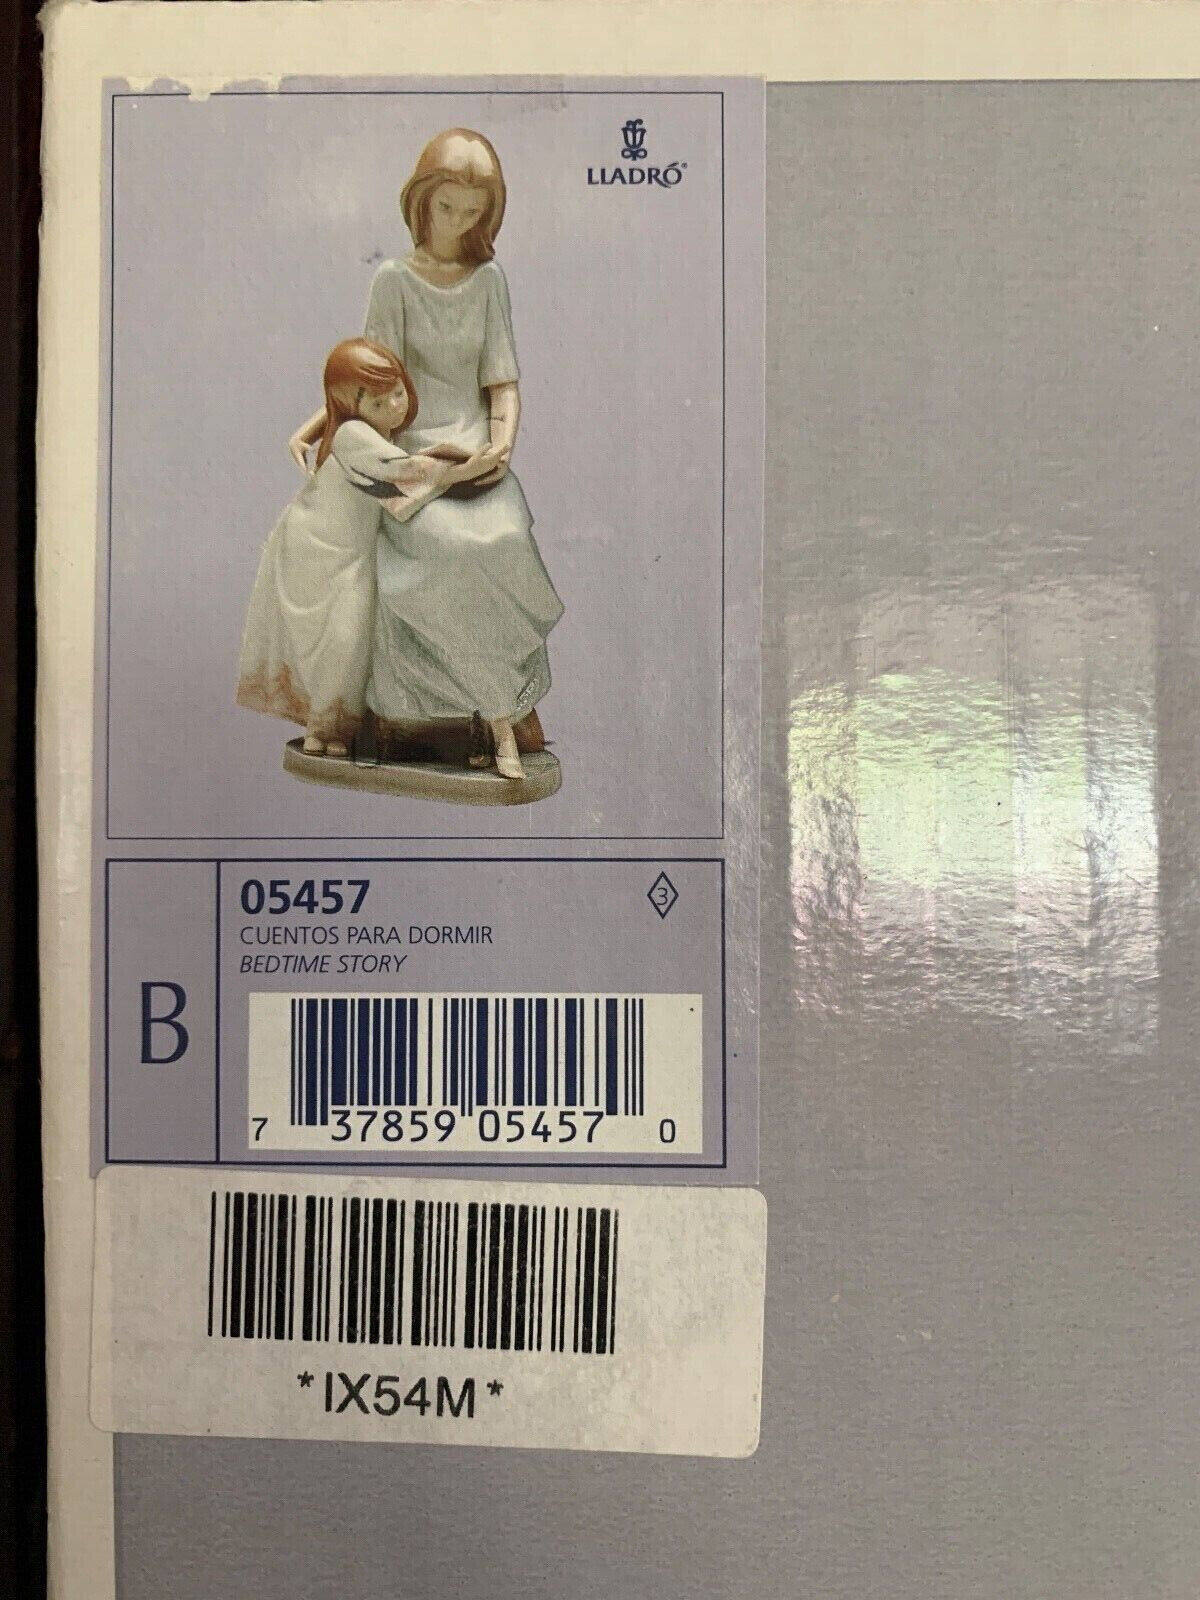 LLADRÓ®
05457
3
CUENTOS PARA DORMIR
BEDTIME STORY
B
7 37859 05457 0
*IX54M*